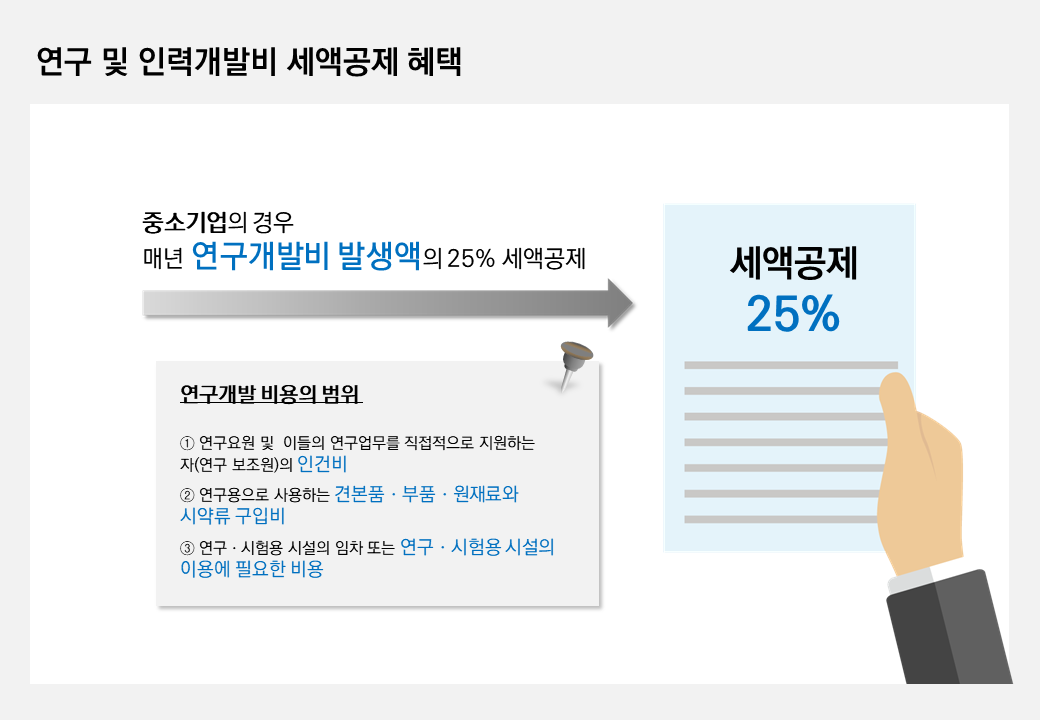 연구 및 인력개발비 세액공제 혜택
중소기업의 경우
매년 연구개발비 발생액의 25% 세액공제
세액공제
25%
연구개발 비용의 범위
① 연구요원 및 이들의 연구업무를 직접적으로 지원하는
자(연구 보조원)의 인건비
② 연구용으로 사용하는 견본품 · 부품 · 원재료와
시약류 구입비
③ 연구 · 시험용 시설의 임차 또는 연구 · 시험용 시설의
이용에 필요한 비용